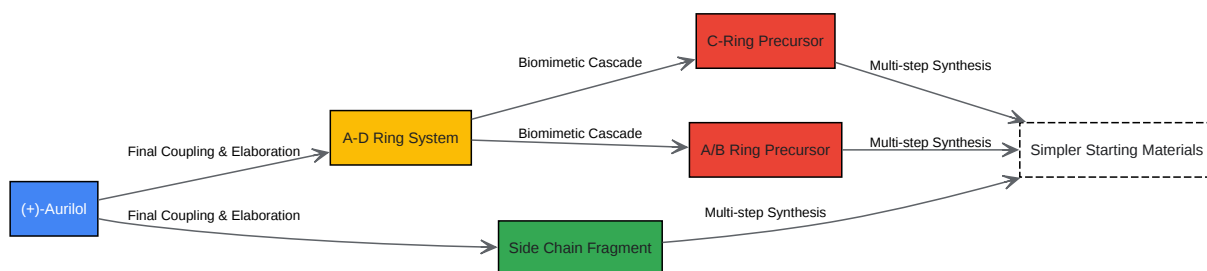 C-Ring Precursor
Biomimetic Cascade
Multi-step Synthesis
A-D Ring System
Biomimetic Cascade
A/B Ring Precursor
Multi-step Synthesis
Simpler Starting Materials
Final Coupling & Elaboration
(+)-Aurilol
Final Coupling & Elaboration
Multi-step Synthesis
Side Chain Fragment